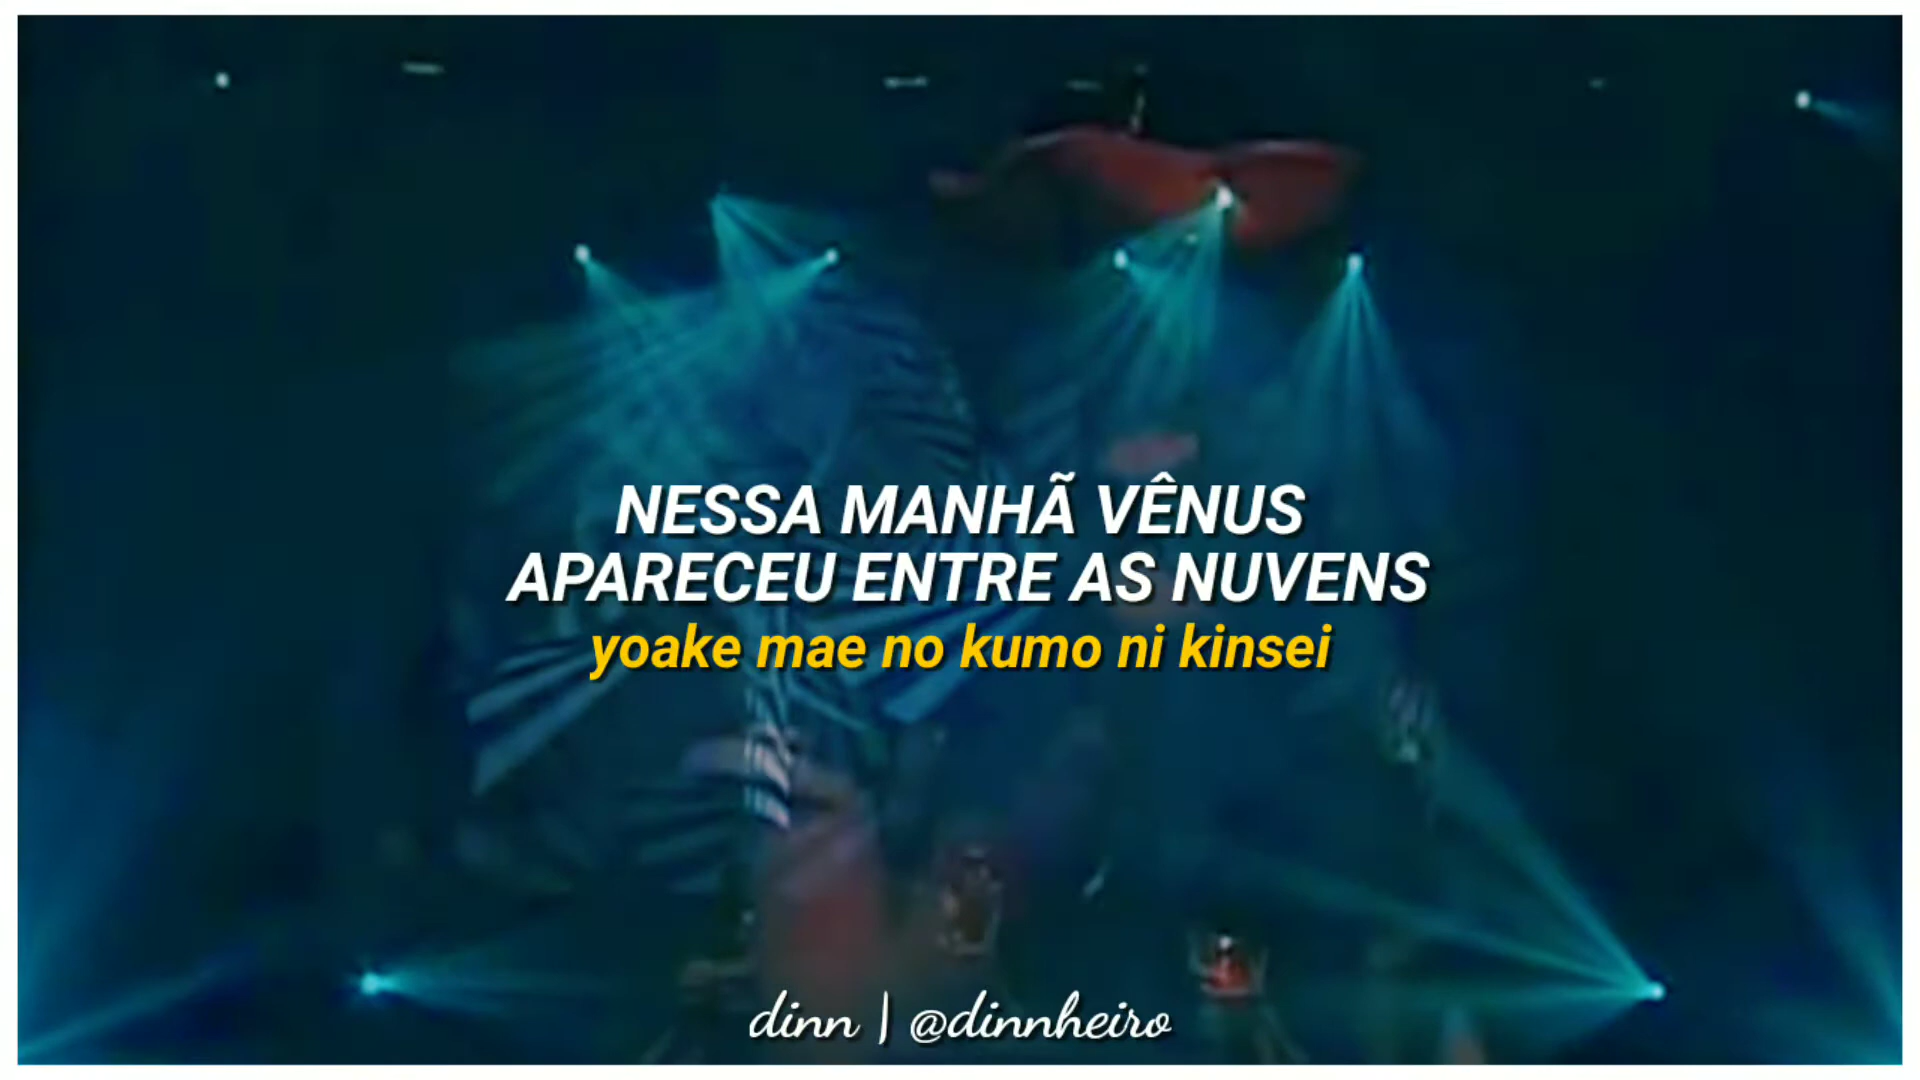 NESSA MANHÃ VÊNUS
APARECEU ENTRE AS NUVENS
yoake mae no kumo ni kinsei
dinn | @dinnheiro